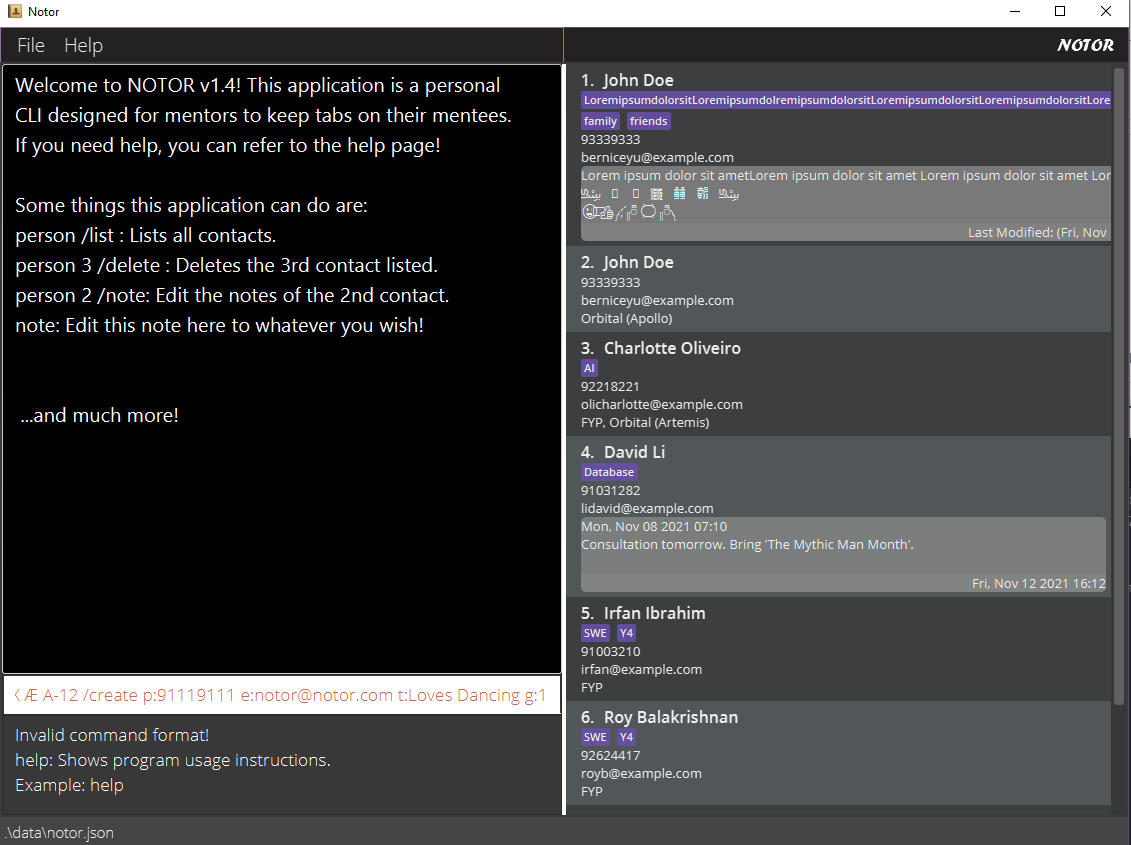 Notor
File Help
NOTOR
Welcome to NOTOR v1.4! This application is a personal
CLI designed for mentors to keep tabs on their mentees.
If you need help, you can refer to the help page!
Some things this application can do are:
person /list : Lists all contacts.
person 3 /delete : Deletes the 3rd contact listed.
person 2 /note: Edit the notes of the 2nd contact.
note: Edit this note here to whatever you wish!
...and much more!
Æ A-12 /create p:91119111 e:notor@notor.com t:Loves Dancing g:1
Invalid command format!
help: Shows program usage instructions.
Example: help
.\data\notor.json
1. John Doe
LoremipsumdolorsitLoremipsumdolremipsumdolorsitLoremipsumdolorsitLoremipsumdolorsitLore
family friends
93339333
berniceyu@example.com
Lorem ipsum dolor sit ametLorem ipsum dolor sit amet Lorem ipsum dolor sit amet Lor
Last Modified: (Fri, Nov
2. John Doe
93339333
berniceyu@example.com
Orbital (Apollo)
3. Charlotte Oliveiro
AI
92218221
olicharlotte@example.com
FYP, Orbital (Artemis)
4. David Li
Database
91031282
lidavid@example.com
Mon, Nov 08 2021 07:10
Consultation tomorrow. Bring 'The Mythic Man Month'.
Fri, Nov 12 2021 16:12
5. Irfan Ibrahim
SWE Y4
91003210
irfan@example.com
FYP
6. Roy Balakrishnan
SWE Y4
92624417
royb@example.com
FYP